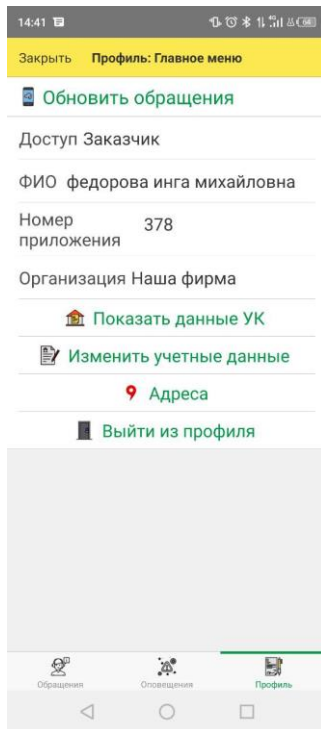 14:41
Закрыть Профиль: Главное меню
Обновить обращения
Доступ Заказчик
ФИО федорова инга михайловна
Номер 378
приложения
Организация Наша фирма
Показать данные УК
Изменить учетные данные
Адреса
Выйти из профиля
Обращения Оповещения Профиль